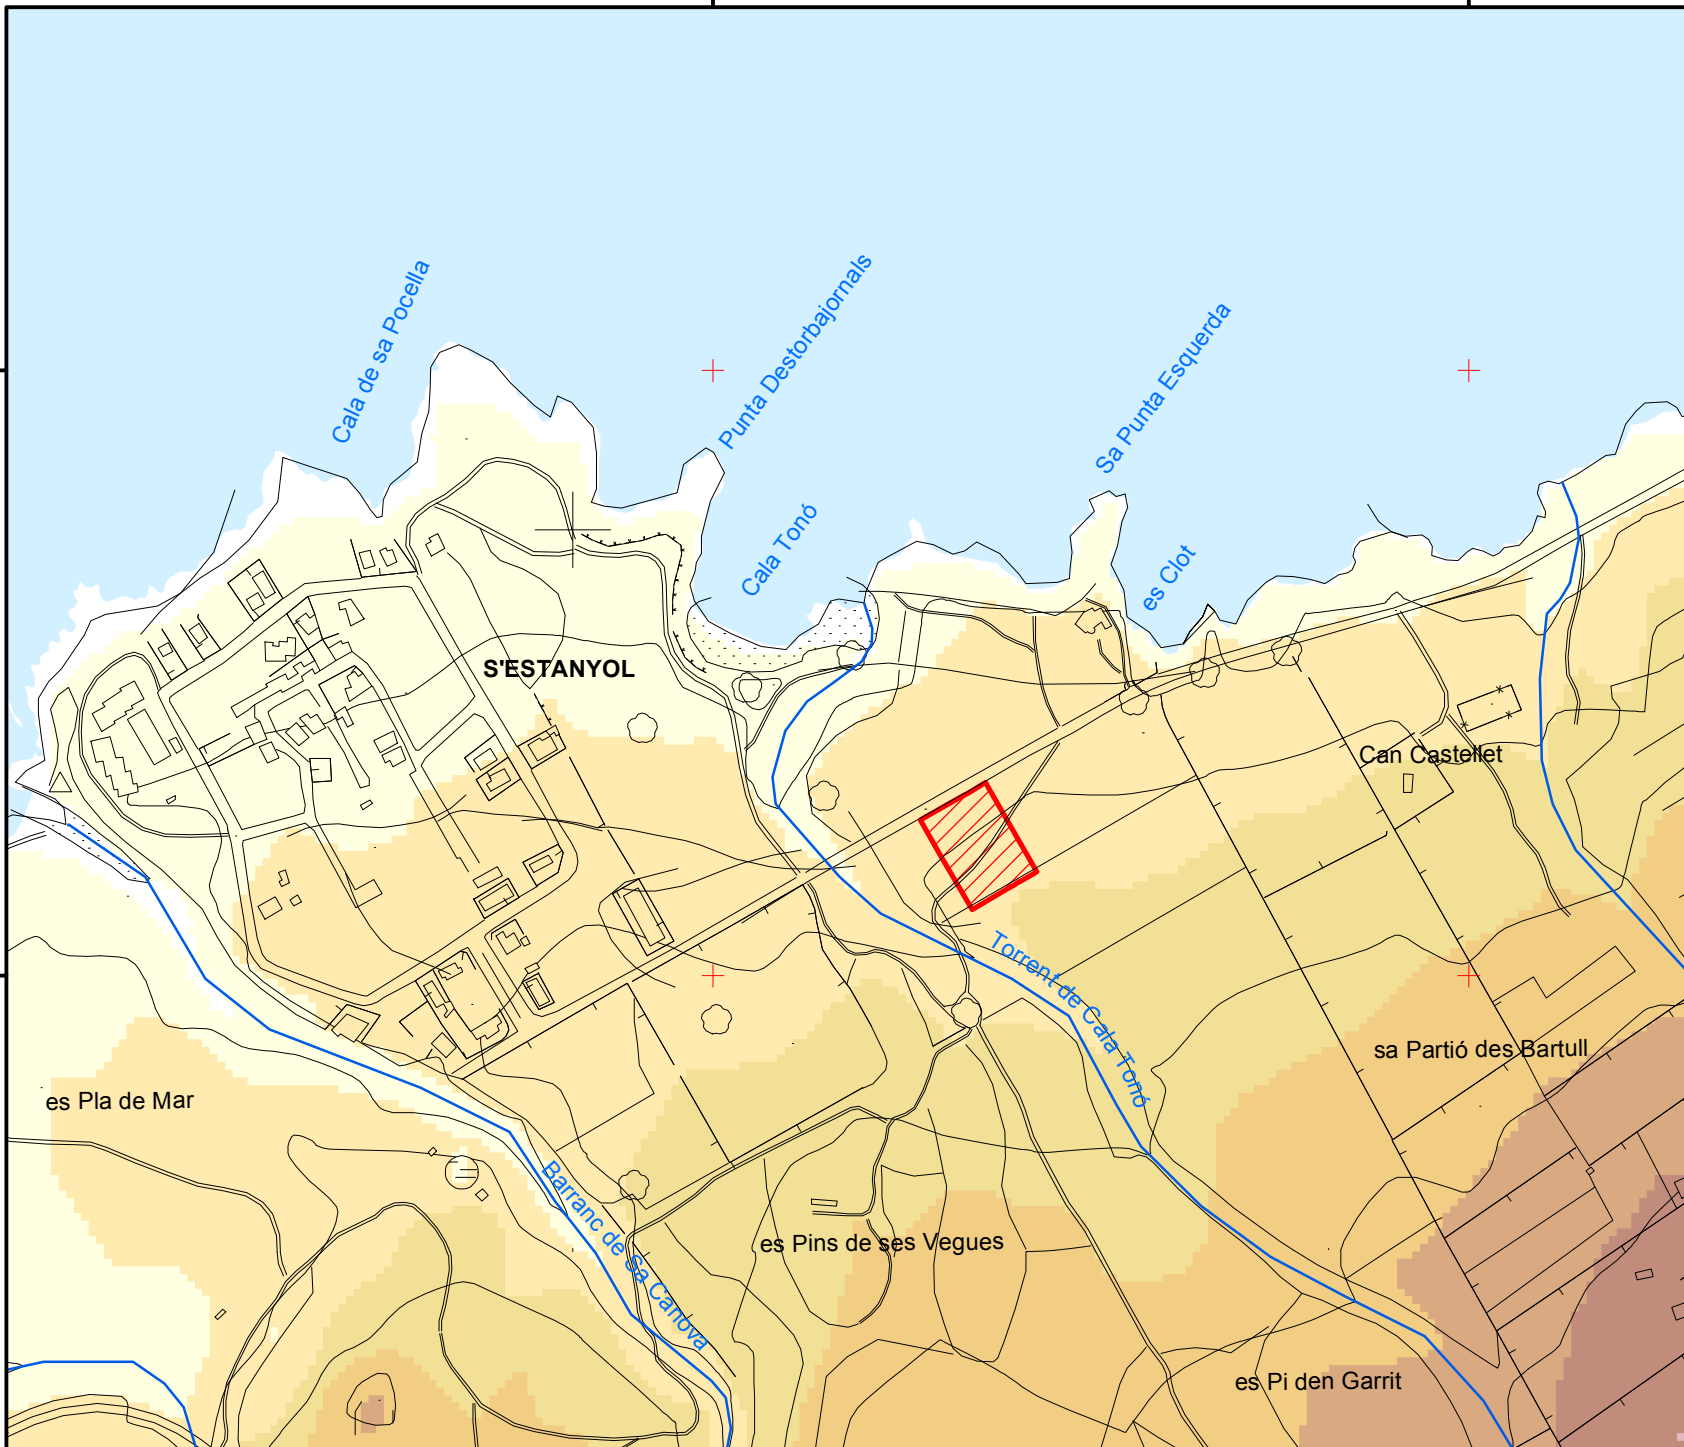 Cala de sa Pocella
Punta Destorbajornals
Sa Punta Esquerda
Cala Tonó
es Clot
S'ESTANYOL
Can Castellet
Torrent de Cala Tonó
sa Partió des Bartull
es Pla de Mar
Barranc de Sa Canova
es Pins de ses Vegues
es Pi den Garrit